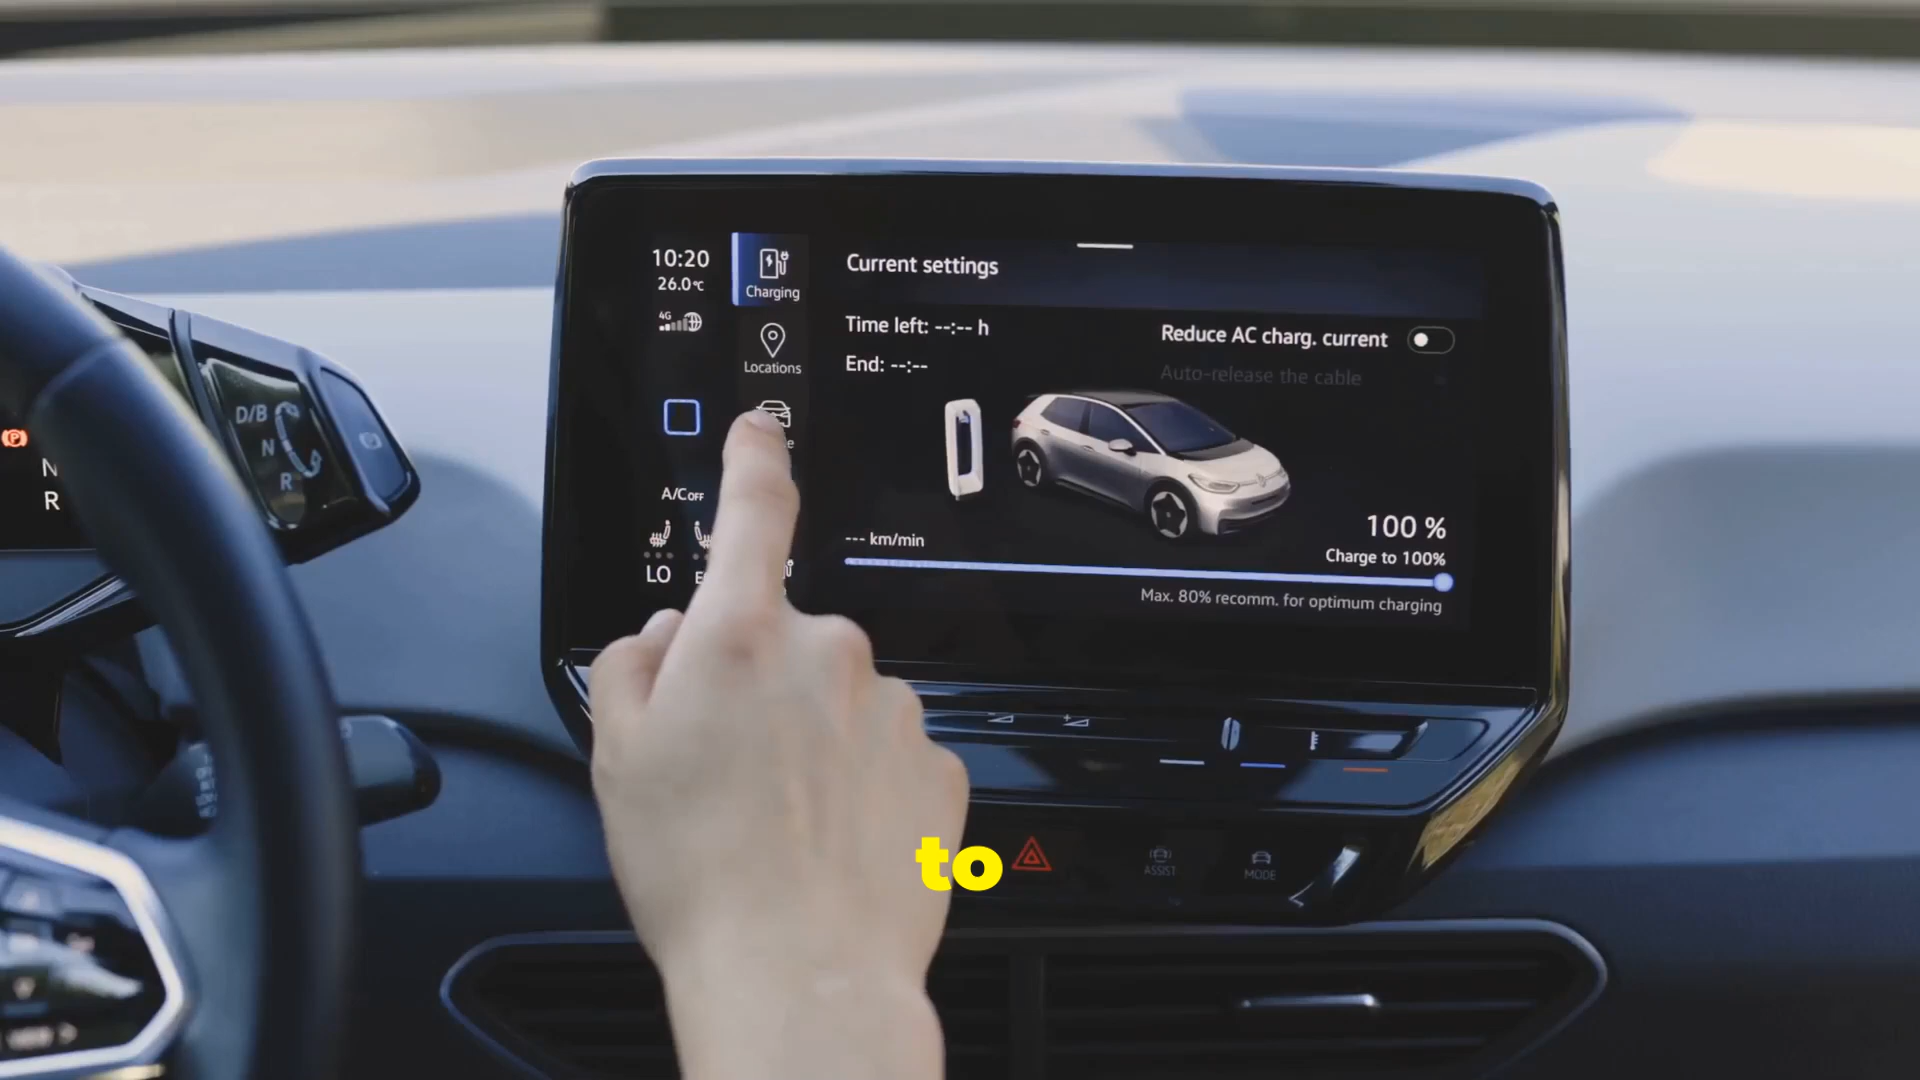 10:20
26.0°C
4G
Charging
Locations
A/C OFF
LO
Current settings
Time left: --:-- h
End: --:--
Reduce AC charg. current
Auto-release the cable
--- km/min
100 %
Charge to 100%
Max. 80% recomm. for optimum charging
D/B
N
R
P
N
R
to
ASSIST
MODE